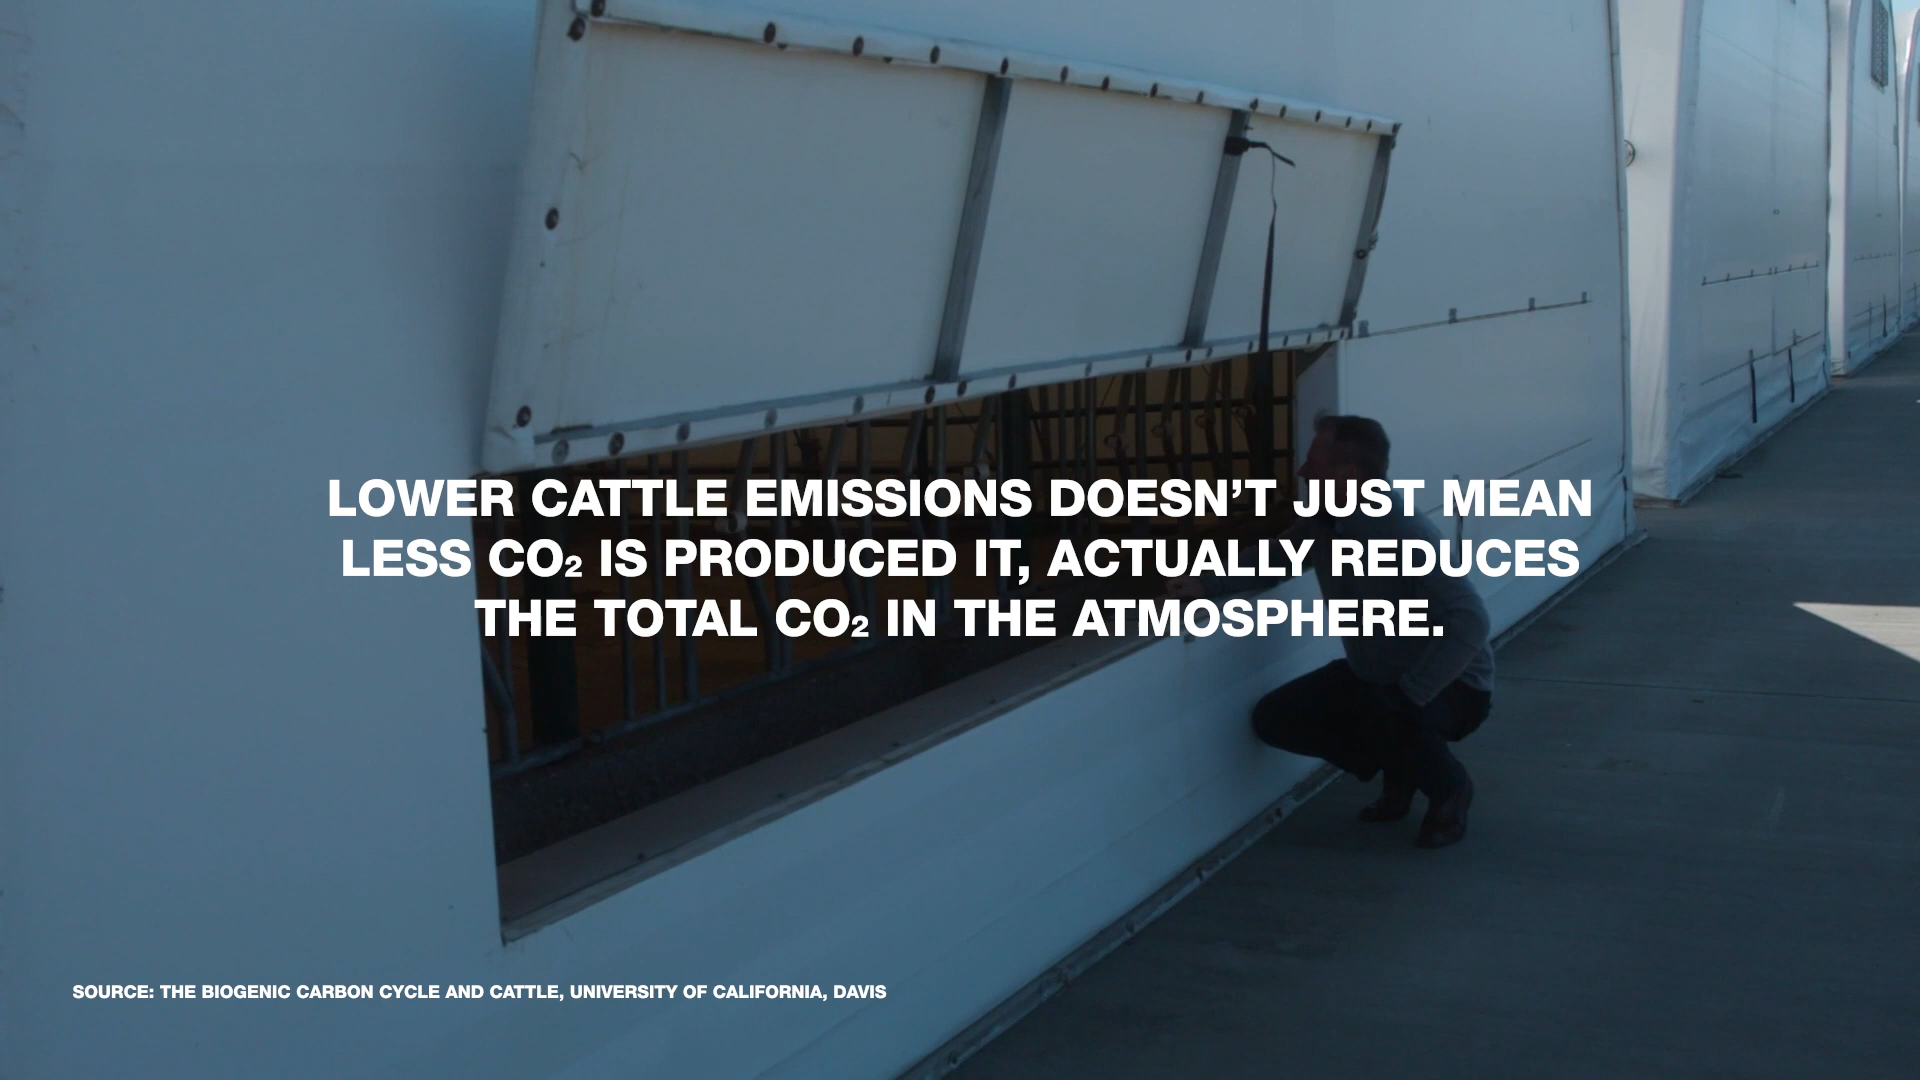 LOWER CATTLE EMISSIONS DOESN’T JUST MEAN
LESS CO₂ IS PRODUCED IT, ACTUALLY REDUCES
THE TOTAL CO₂ IN THE ATMOSPHERE.
SOURCE: THE BIOGENIC CARBON CYCLE AND CATTLE, UNIVERSITY OF CALIFORNIA, DAVIS